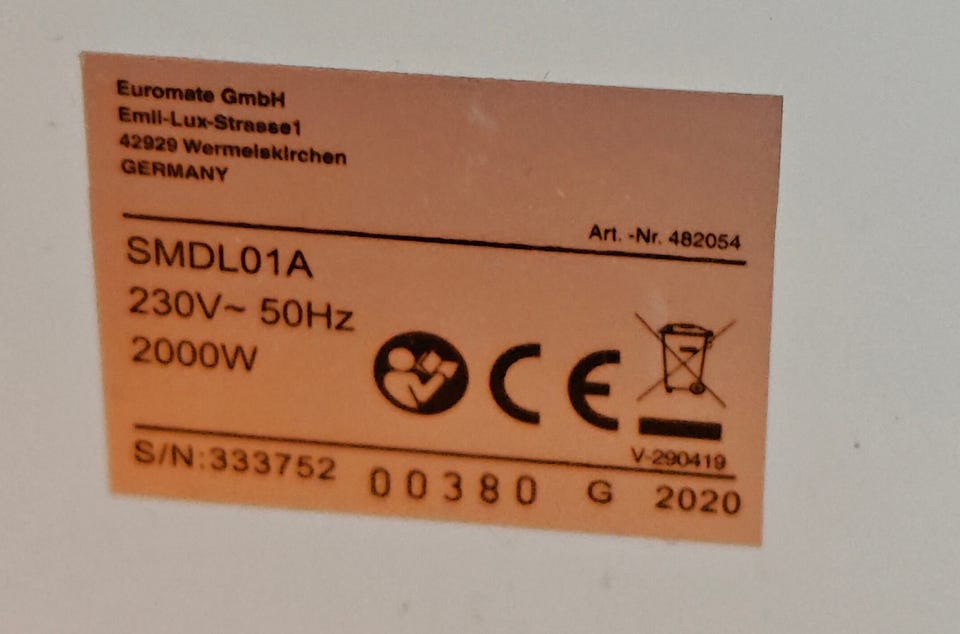 Euromate GmbH
Emil-Lux-Strasse1
42929 Wermelskirchen
GERMANY
Art. -Nr. 482054
SMDL01A
230V~ 50Hz
2000W
CE
V-290419
S/N:333752 00380 G 2020